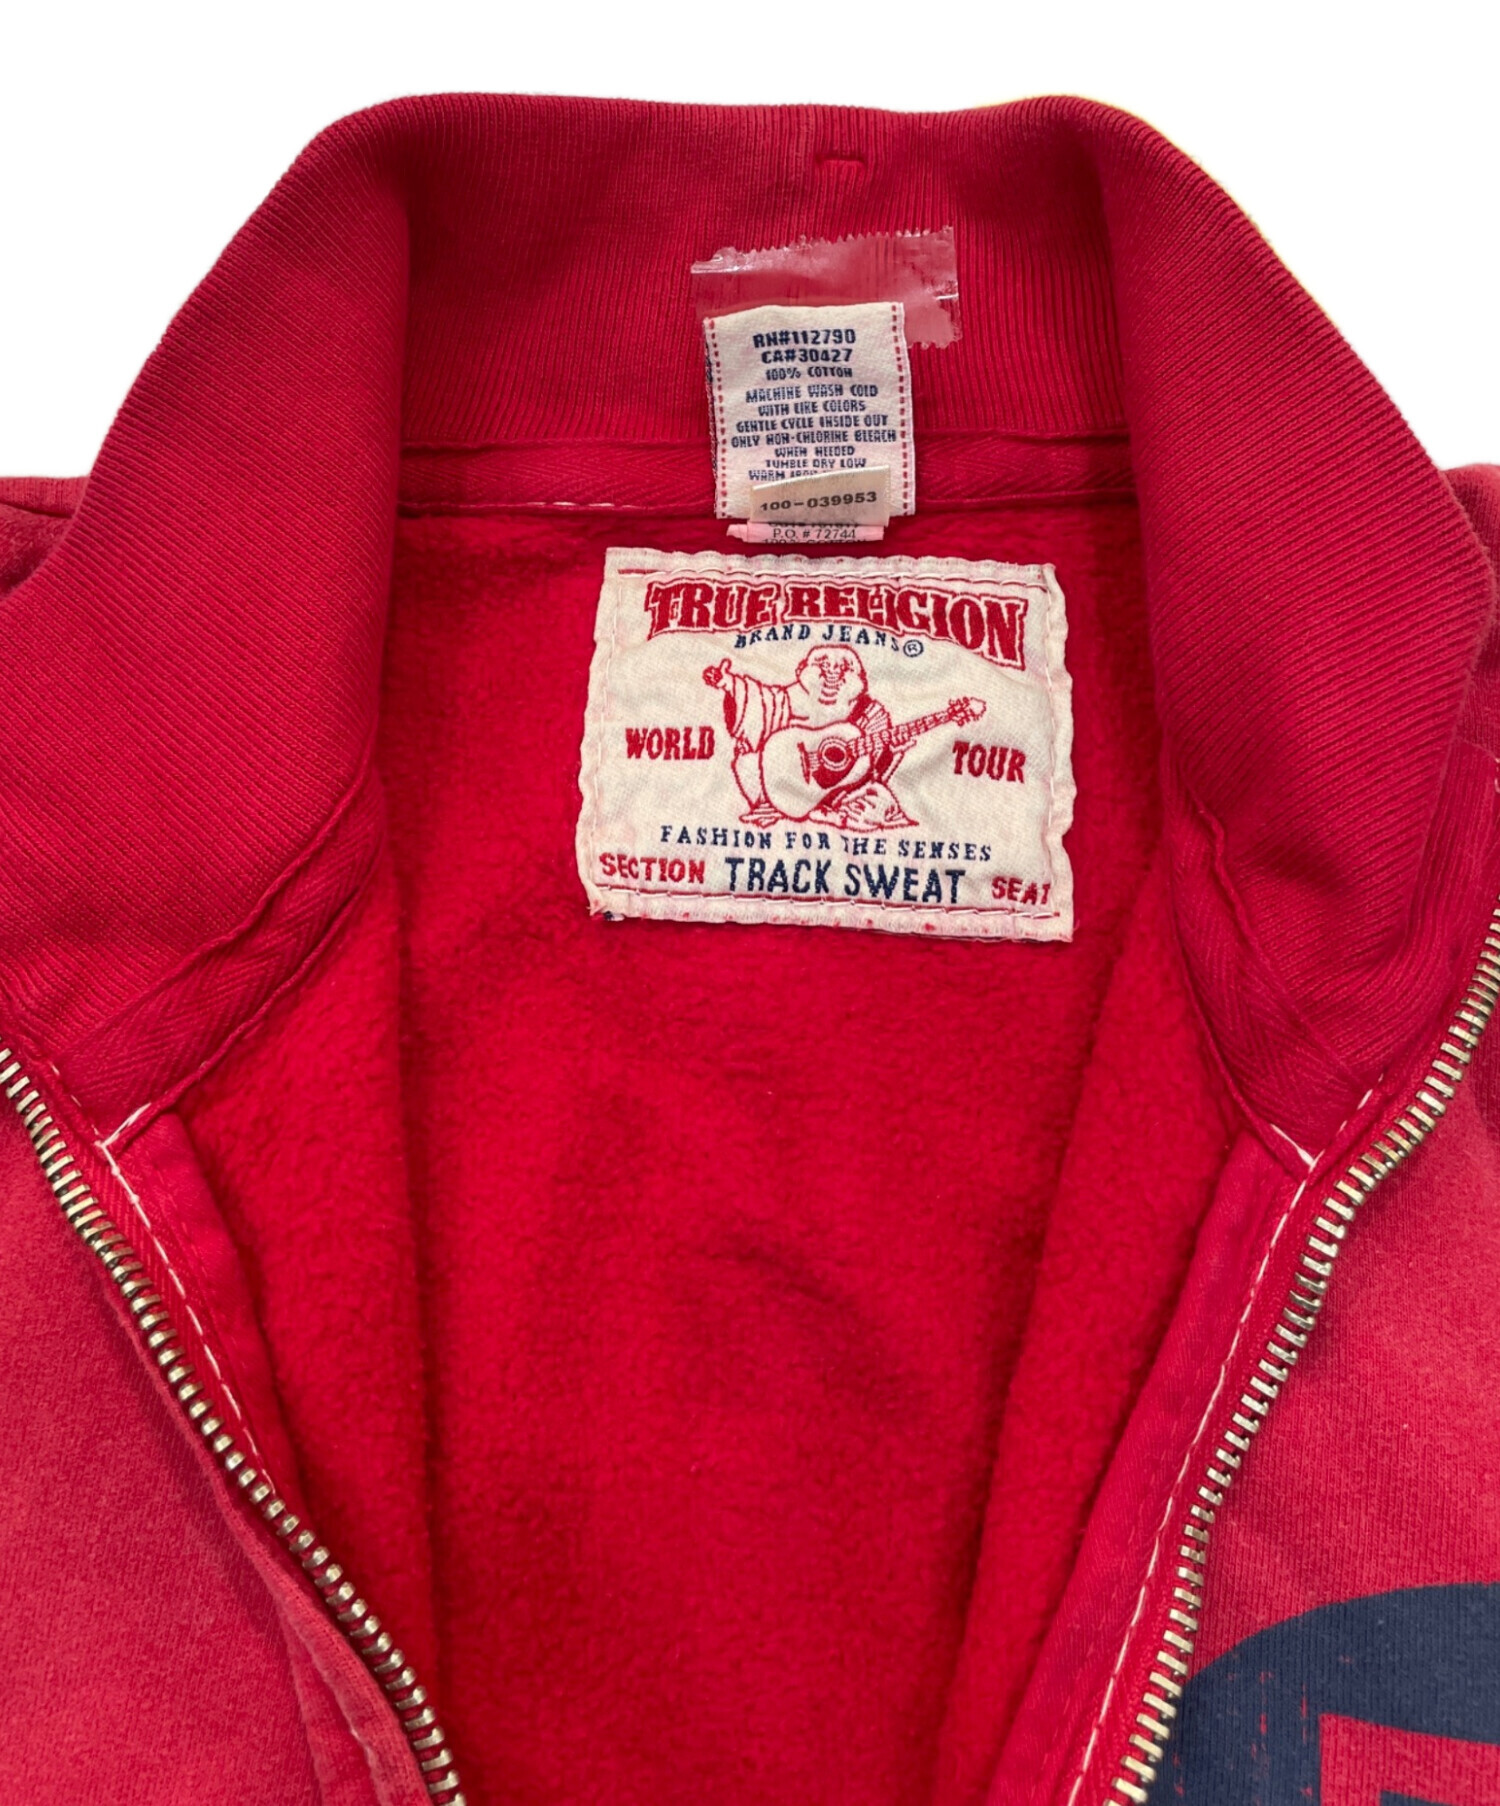 RN#112790
CA#30427
100% COTTON
MACHINE WASH COLD
WITH LIKE COLORS
GENTLE CYCLE INSIDE OUT
ONLY NON-CHLORINE BLEACH
WHEN NEEDED
TUMBLE DRY LOW
WARM
100-039953
P.O. # 72744
TRUE RELIGION
BRAND JEANS®
WORLD TOUR
FASHION FOR THE SENSES
SECTION TRACK SWEAT SEAT